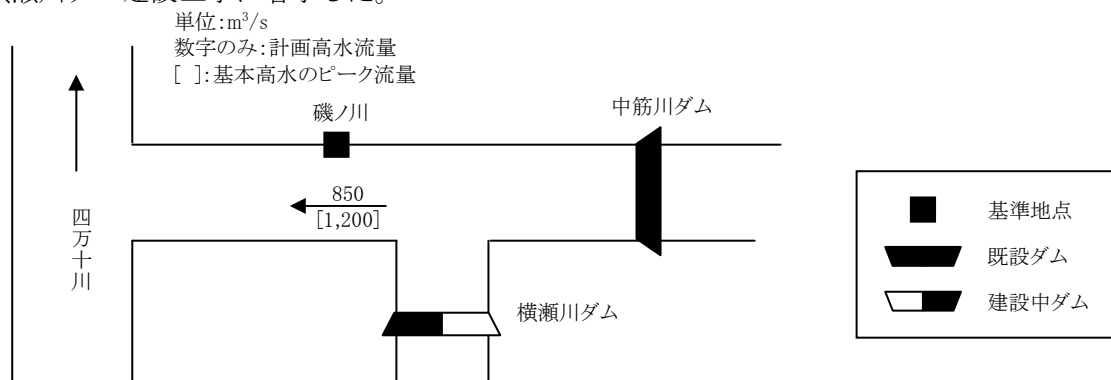 単位:m³/s
数字のみ:計画高水流量
[ ]:基本高水のピーク流量
磯ノ川
中筋川ダム
850
[1,200]
四万十川
横瀬川ダム
基準地点
既設ダム
建設中ダム